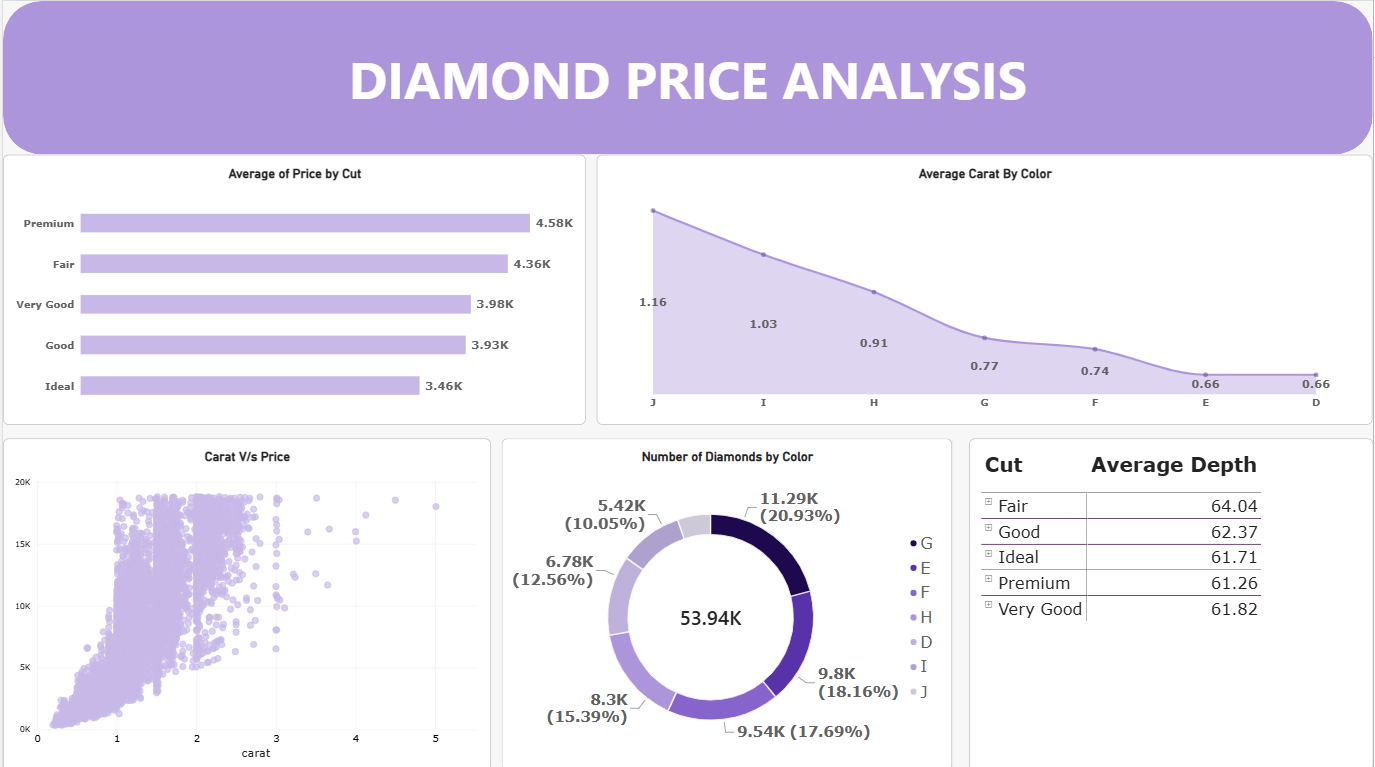 DIAMOND PRICE ANALYSIS
Average of Price by Cut
Premium 4.58K
Fair 4.36K
Very Good 3.98K
Good 3.93K
Ideal 3.46K
Average Carat By Color
1.16
1.03
0.91
0.77
0.74
0.66
0.66
J I H G F E D
Carat V/s Price
20K
15K
10K
5K
0K
0 1 2 3 4 5
carat
Number of Diamonds by Color
11.29K
(20.93%)
9.8K
(18.16%)
9.54K (17.69%)
8.3K
(15.39%)
6.78K
(12.56%)
5.42K
(10.05%)
53.94K
G
E
F
H
D
I
J
Cut Average Depth
Fair 64.04
Good 62.37
Ideal 61.71
Premium 61.26
Very Good 61.82